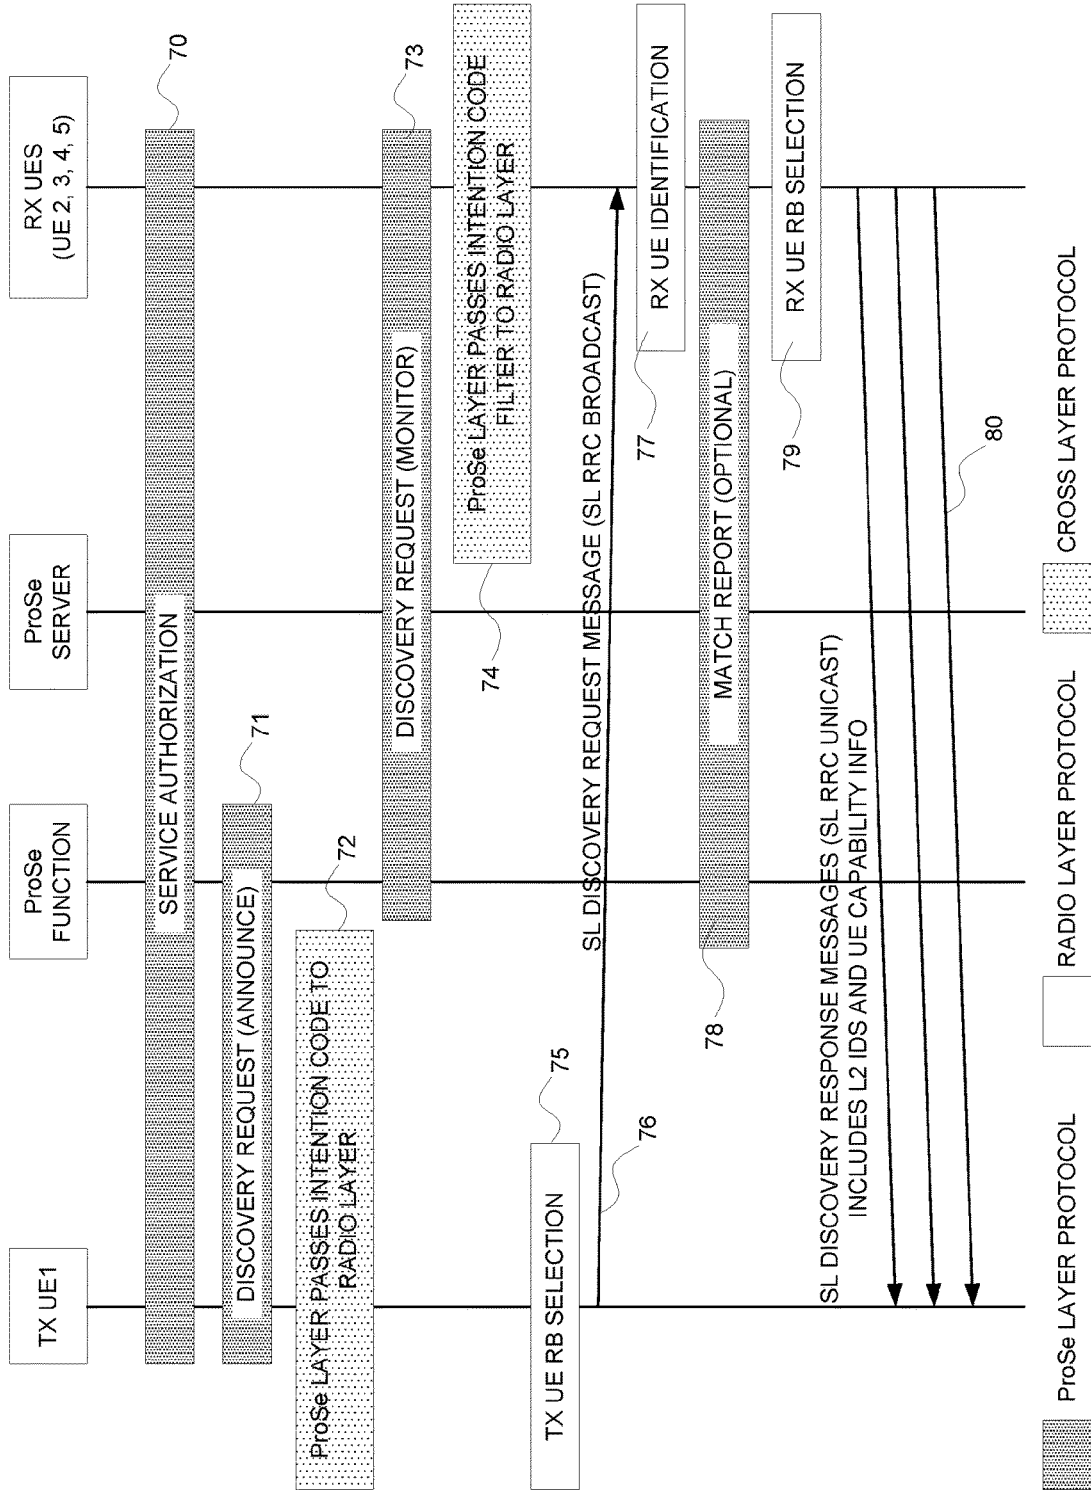 TX UE1
ProSe
FUNCTION
ProSe
SERVER
RX UES
(UE 2, 3, 4, 5)
SERVICE AUTHORIZATION
70
DISCOVERY REQUEST (ANNOUNCE)
71
ProSe LAYER PASSES INTENTION CODE TO
RADIO LAYER
72
DISCOVERY REQUEST (MONITOR)
73
ProSe LAYER PASSES INTENTION CODE
FILTER TO RADIO LAYER
74
TX UE RB SELECTION
75
SL DISCOVERY REQUEST MESSAGE (SL RRC BROADCAST)
76
RX UE IDENTIFICATION
77
MATCH REPORT (OPTIONAL)
78
RX UE RB SELECTION
79
SL DISCOVERY RESPONSE MESSAGES (SL RRC UNICAST)
INCLUDES L2 IDS AND UE CAPABILITY INFO
80
ProSe LAYER PROTOCOL
RADIO LAYER PROTOCOL
CROSS LAYER PROTOCOL